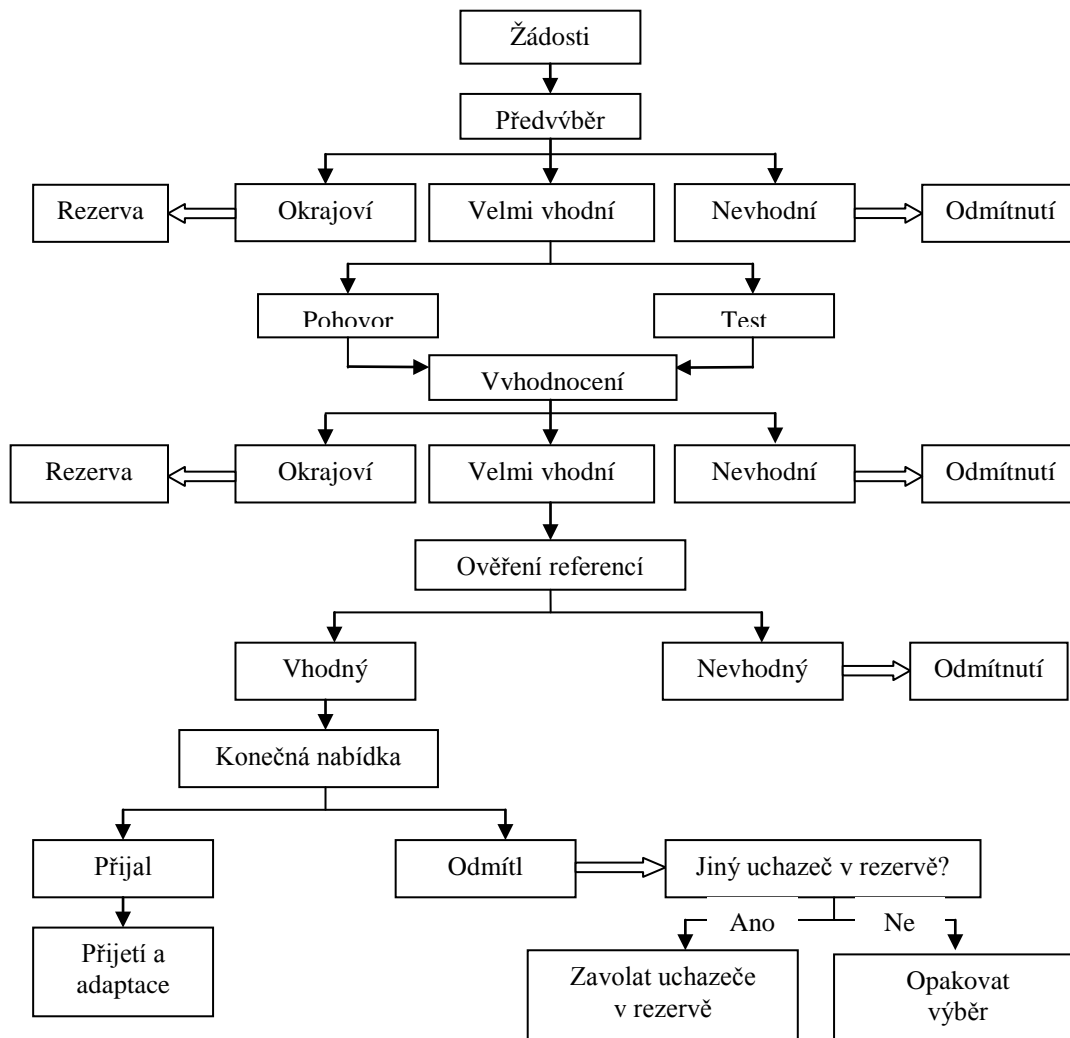 Žádosti
Předvýběr
Rezerva
Okrajoví
Velmi vhodní
Nevhodní
Odmítnutí
Pohovor
Test
Vyhodnocení
Rezerva
Okrajoví
Velmi vhodní
Nevhodní
Odmítnutí
Ověření referencí
Vhodný
Nevhodný
Odmítnutí
Konečná nabídka
Přijal
Odmítl
Jiný uchazeč v rezervě?
Ano
Ne
Přijetí a
adaptace
Zavolat uchazeče
v rezervě
Opakovat
výběr